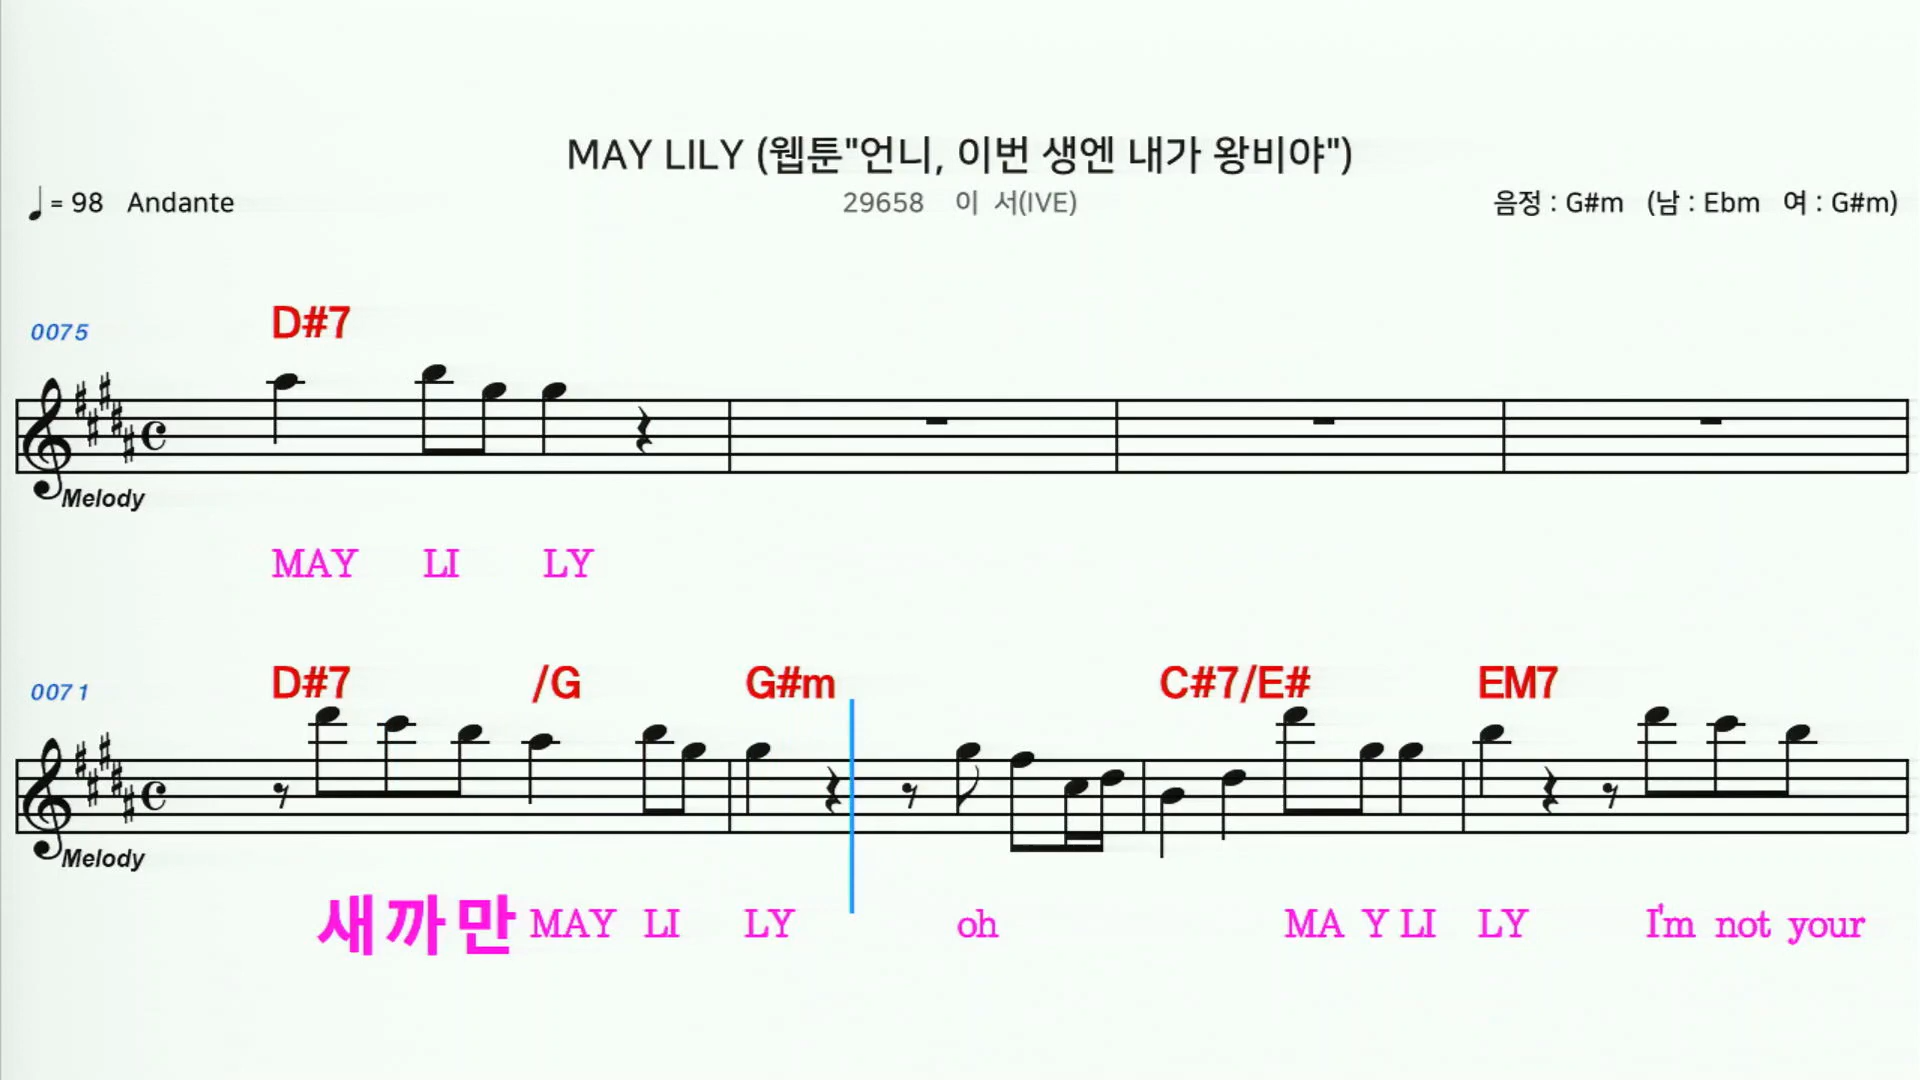 MAY LILY (웹툰"언니, 이번 생엔 내가 왕비야")
= 98 Andante 29658 이 서(IVE) 음정 : G#m (남 : Ebm 여 : G#m)
0075 D#7
Melody
MAY LI LY
0071 D#7 /G G#m C#7/E# EM7
Melody
새 까 만 MAY LI LY oh MA Y LI LY I'm not your